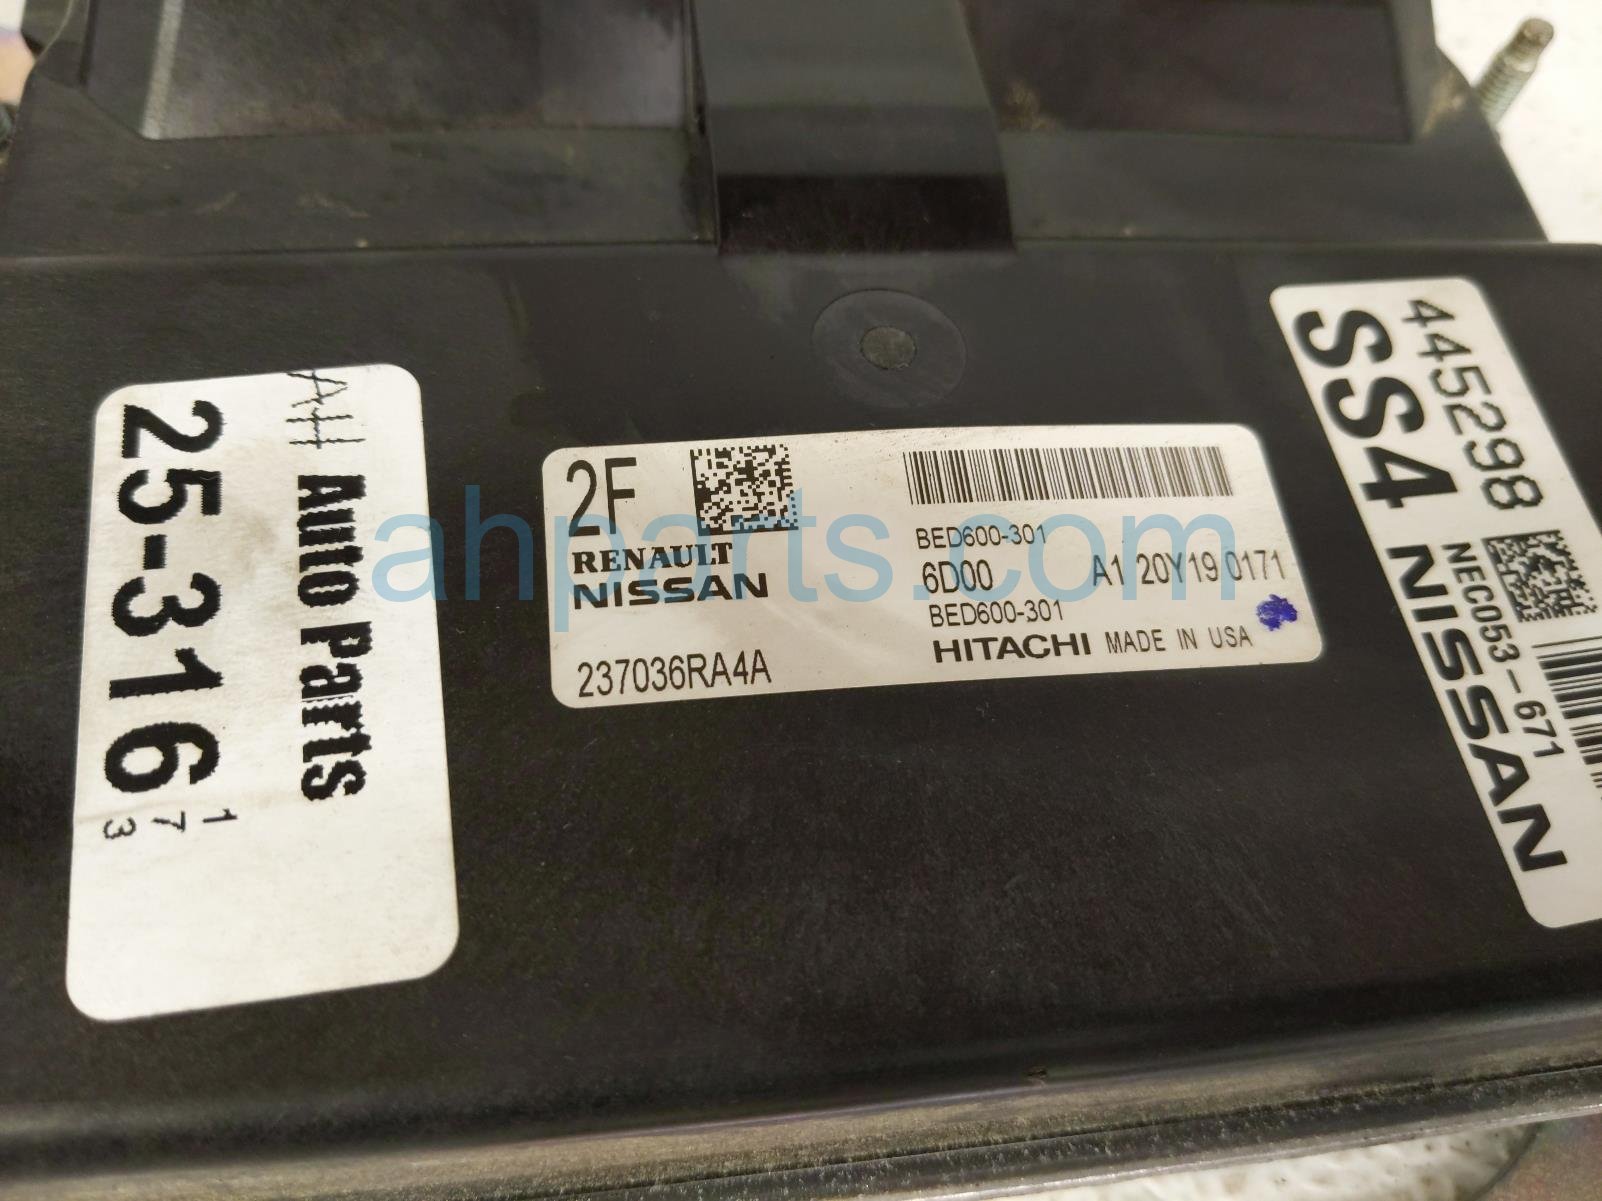 AH Auto Parts
25-316
1
7
3
2F
RENAULT
NISSAN
237036RA4A
BED600-301
6D00 A1 20Y19 0171
BED600-301
HITACHI MADE IN USA
445298
SS4 NISSAN
NEC053-671
ahparts.com